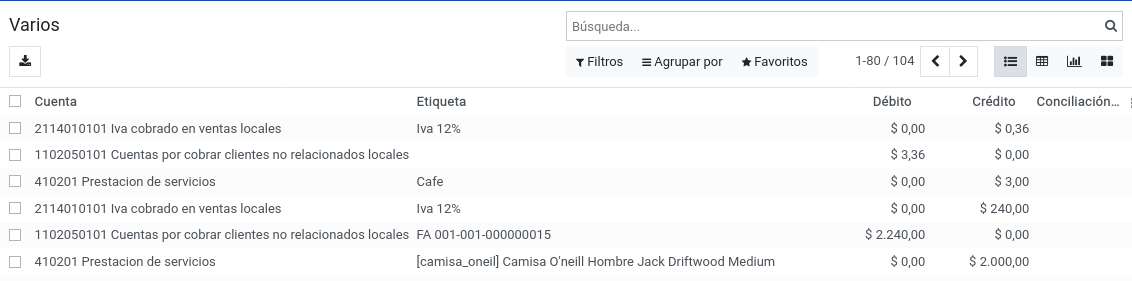 Varios
Búsqueda...
Filtros Agrupar por Favoritos 1-80 / 104
Cuenta Etiqueta Débito Crédito Conciliación...
2114010101 Iva cobrado en ventas locales Iva 12% $ 0,00 $ 0,36
1102050101 Cuentas por cobrar clientes no relacionados locales $ 3,36 $ 0,00
410201 Prestacion de servicios Cafe $ 0,00 $ 3,00
2114010101 Iva cobrado en ventas locales Iva 12% $ 0,00 $ 240,00
1102050101 Cuentas por cobrar clientes no relacionados locales FA 001-001-000000015 $ 2.240,00 $ 0,00
410201 Prestacion de servicios [camisa_oneil] Camisa O'neill Hombre Jack Driftwood Medium $ 0,00 $ 2.000,00